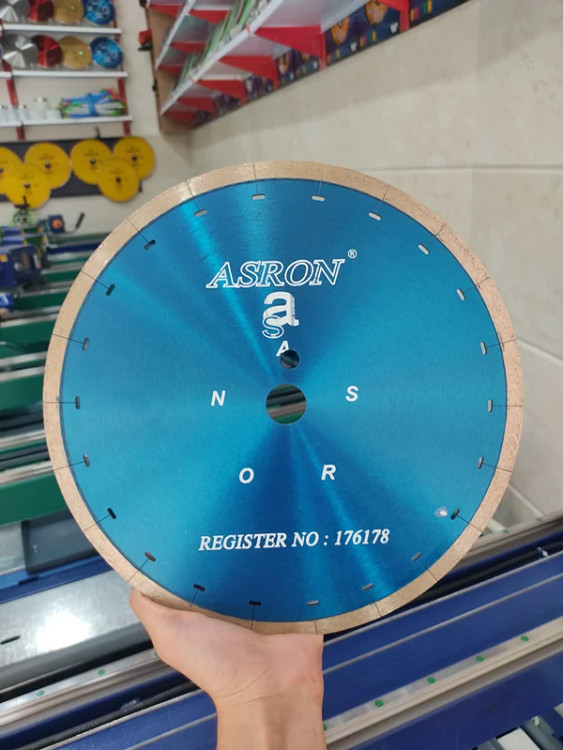 ASRON®
a
S
A
N S
O R
REGISTER NO : 176178